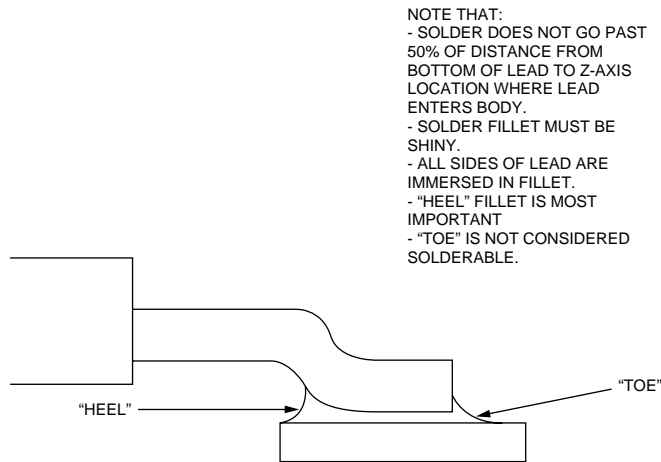 NOTE THAT:
- SOLDER DOES NOT GO PAST
50% OF DISTANCE FROM
BOTTOM OF LEAD TO Z-AXIS
LOCATION WHERE LEAD
ENTERS BODY.
- SOLDER FILLET MUST BE
SHINY.
- ALL SIDES OF LEAD ARE
IMMERSED IN FILLET.
- “HEEL” FILLET IS MOST
IMPORTANT
- “TOE” IS NOT CONSIDERED
SOLDERABLE.
“TOE”
“HEEL”